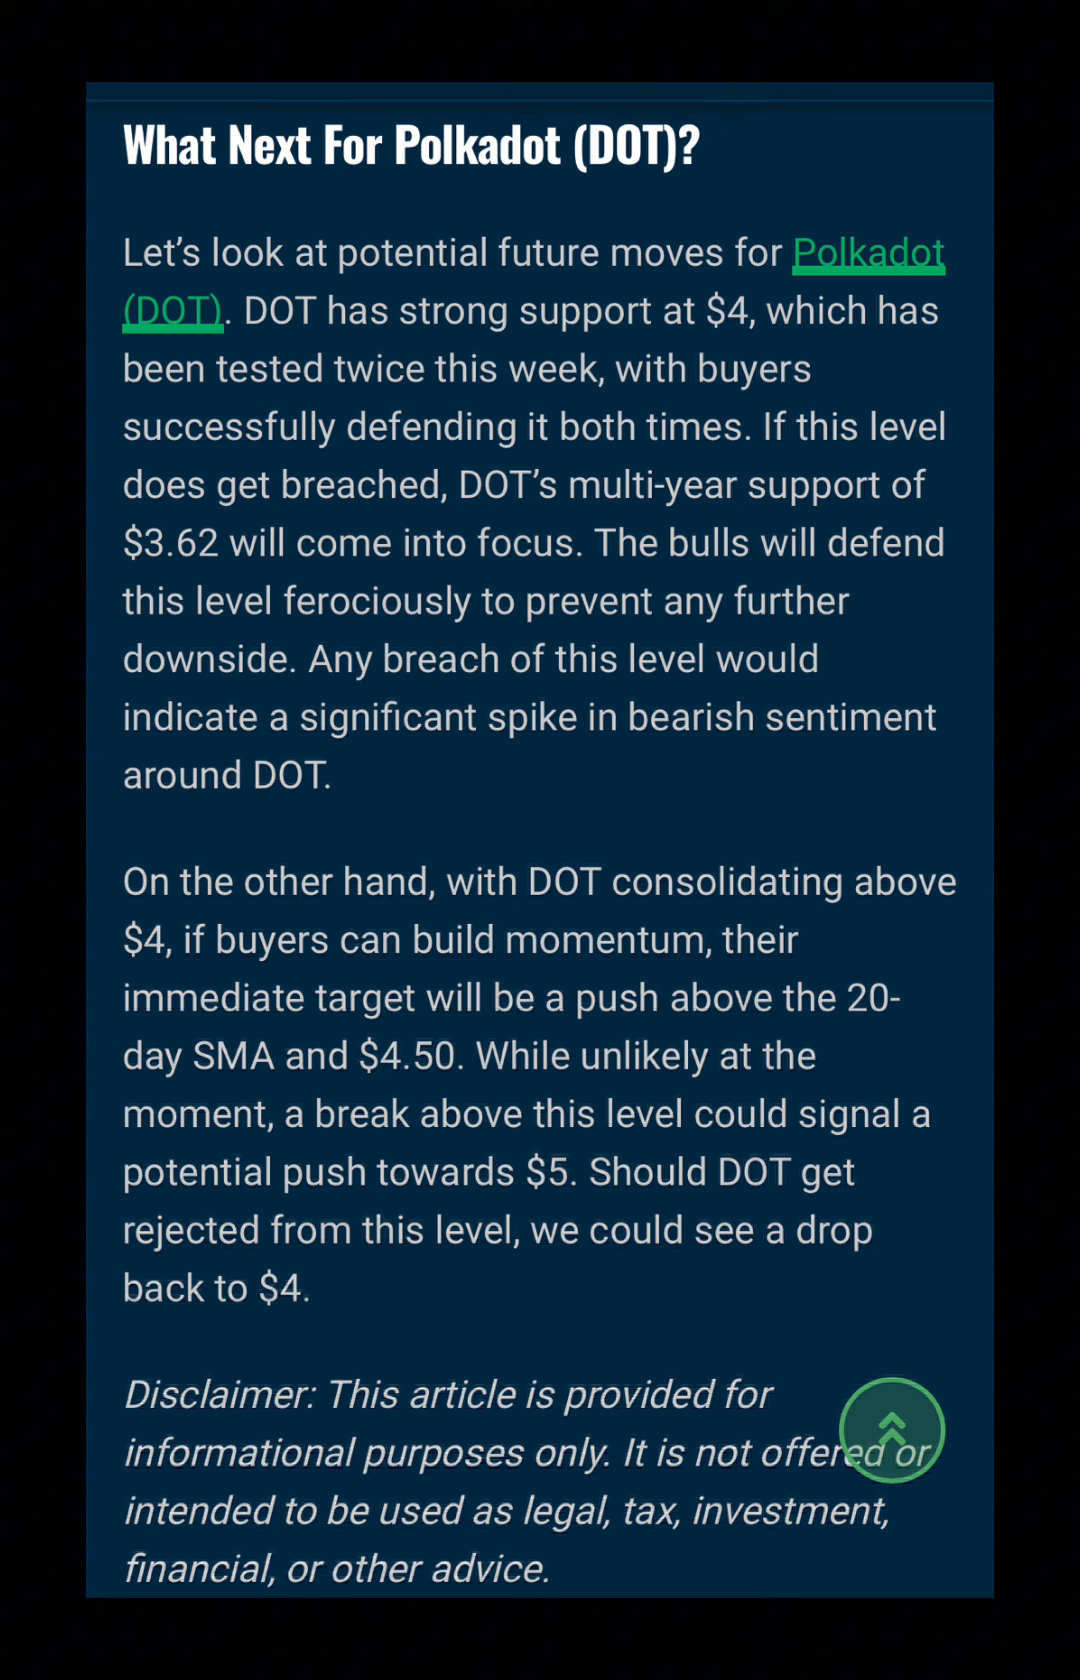 What Next For Polkadot (DOT)?
Let’s look at potential future moves for Polkadot
(DOT). DOT has strong support at $4, which has
been tested twice this week, with buyers
successfully defending it both times. If this level
does get breached, DOT’s multi-year support of
$3.62 will come into focus. The bulls will defend
this level ferociously to prevent any further
downside. Any breach of this level would
indicate a significant spike in bearish sentiment
around DOT.
On the other hand, with DOT consolidating above
$4, if buyers can build momentum, their
immediate target will be a push above the 20-
day SMA and $4.50. While unlikely at the
moment, a break above this level could signal a
potential push towards $5. Should DOT get
rejected from this level, we could see a drop
back to $4.
Disclaimer: This article is provided for
informational purposes only. It is not offered or
intended to be used as legal, tax, investment,
financial, or other advice.